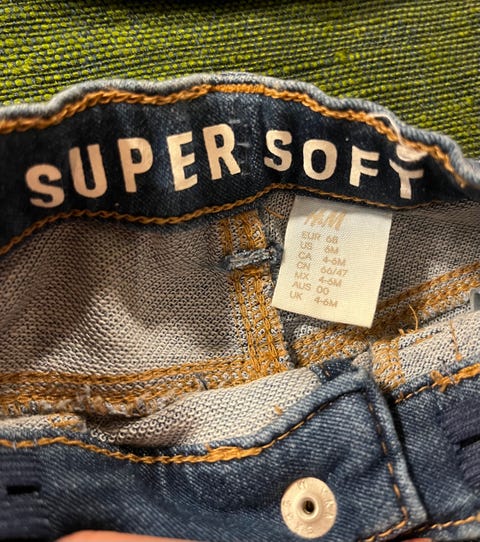 SUPER SOFT
H&M
EUR 68
US 6M
CA 4-6M
CN 66/47
MX 4-6M
AUS 00
UK 4-6M